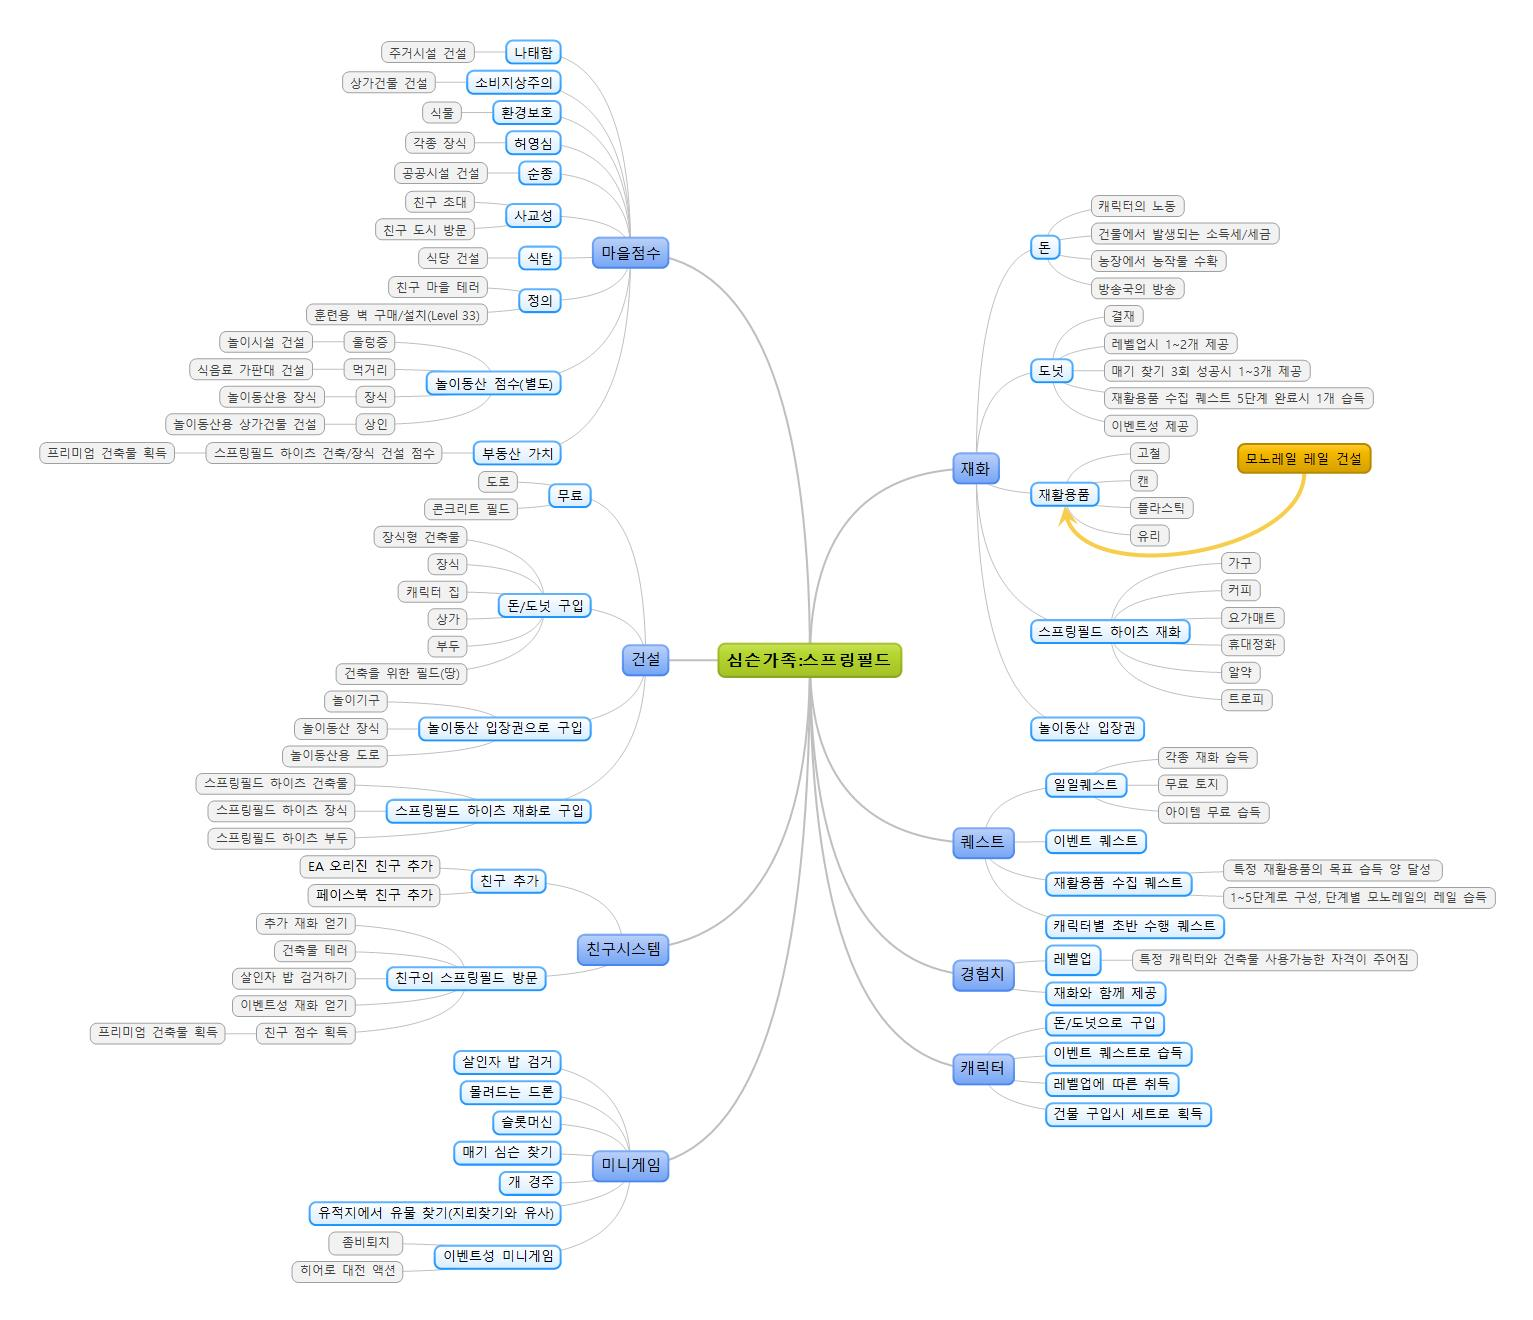 심슨가족:스프링필드
마을점수
나태함
주거시설 건설
소비지상주의
상가건물 건설
환경보호
식물
허영심
각종 장식
순종
공공시설 건설
사교성
친구 초대
친구 도시 방문
식탐
식당 건설
정의
친구 마을 테러
훈련용 벽 구매/설치(Level 33)
놀이동산 점수(별도)
울렁증
놀이시설 건설
먹거리
식음료 가판대 건설
장식
놀이동산용 장식
상인
놀이동산용 상가건물 건설
부동산 가치
스프링필드 하이츠 건축/장식 건설 점수
프리미엄 건축물 획득
건설
무료
도로
콘크리트 필드
돈/도넛 구입
장식형 건축물
장식
캐릭터 집
상가
부두
건축을 위한 필드(땅)
놀이동산 입장권으로 구입
놀이기구
놀이동산 장식
놀이동산용 도로
스프링필드 하이츠 재화로 구입
스프링필드 하이츠 건축물
스프링필드 하이츠 장식
스프링필드 하이츠 부두
친구시스템
친구 추가
EA 오리진 친구 추가
페이스북 친구 추가
친구의 스프링필드 방문
추가 재화 얻기
건축물 테러
살인자 밥 검거하기
이벤트성 재화 얻기
친구 점수 획득
프리미엄 건축물 획득
미니게임
살인자 밥 검거
몰려드는 드론
슬롯머신
매기 심슨 찾기
개 경주
유적지에서 유물 찾기(지뢰찾기와 유사)
이벤트성 미니게임
좀비퇴치
히어로 대전 액션
재화
돈
캐릭터의 노동
건물에서 발생되는 소득세/세금
농장에서 농작물 수확
방송국의 방송
도넛
결재
레벨업시 1~2개 제공
매기 찾기 3회 성공시 1~3개 제공
재활용품 수집 퀘스트 5단계 완료시 1개 습득
이벤트성 제공
재활용품
고철
캔
플라스틱
유리
모노레일 레일 건설
스프링필드 하이츠 재화
가구
커피
요가매트
휴대정화
알약
트로피
놀이동산 입장권
퀘스트
일일퀘스트
각종 재화 습득
무료 토지
아이템 무료 습득
이벤트 퀘스트
재활용품 수집 퀘스트
특정 재활용품의 목표 습득 양 달성
1~5단계로 구성, 단계별 모노레일의 레일 습득
캐릭터별 초반 수행 퀘스트
경험치
레벨업
특정 캐릭터와 건축물 사용가능한 자격이 주어짐
재화와 함께 제공
캐릭터
돈/도넛으로 구입
이벤트 퀘스트로 습득
레벨업에 따른 취득
건물 구입시 세트로 획득